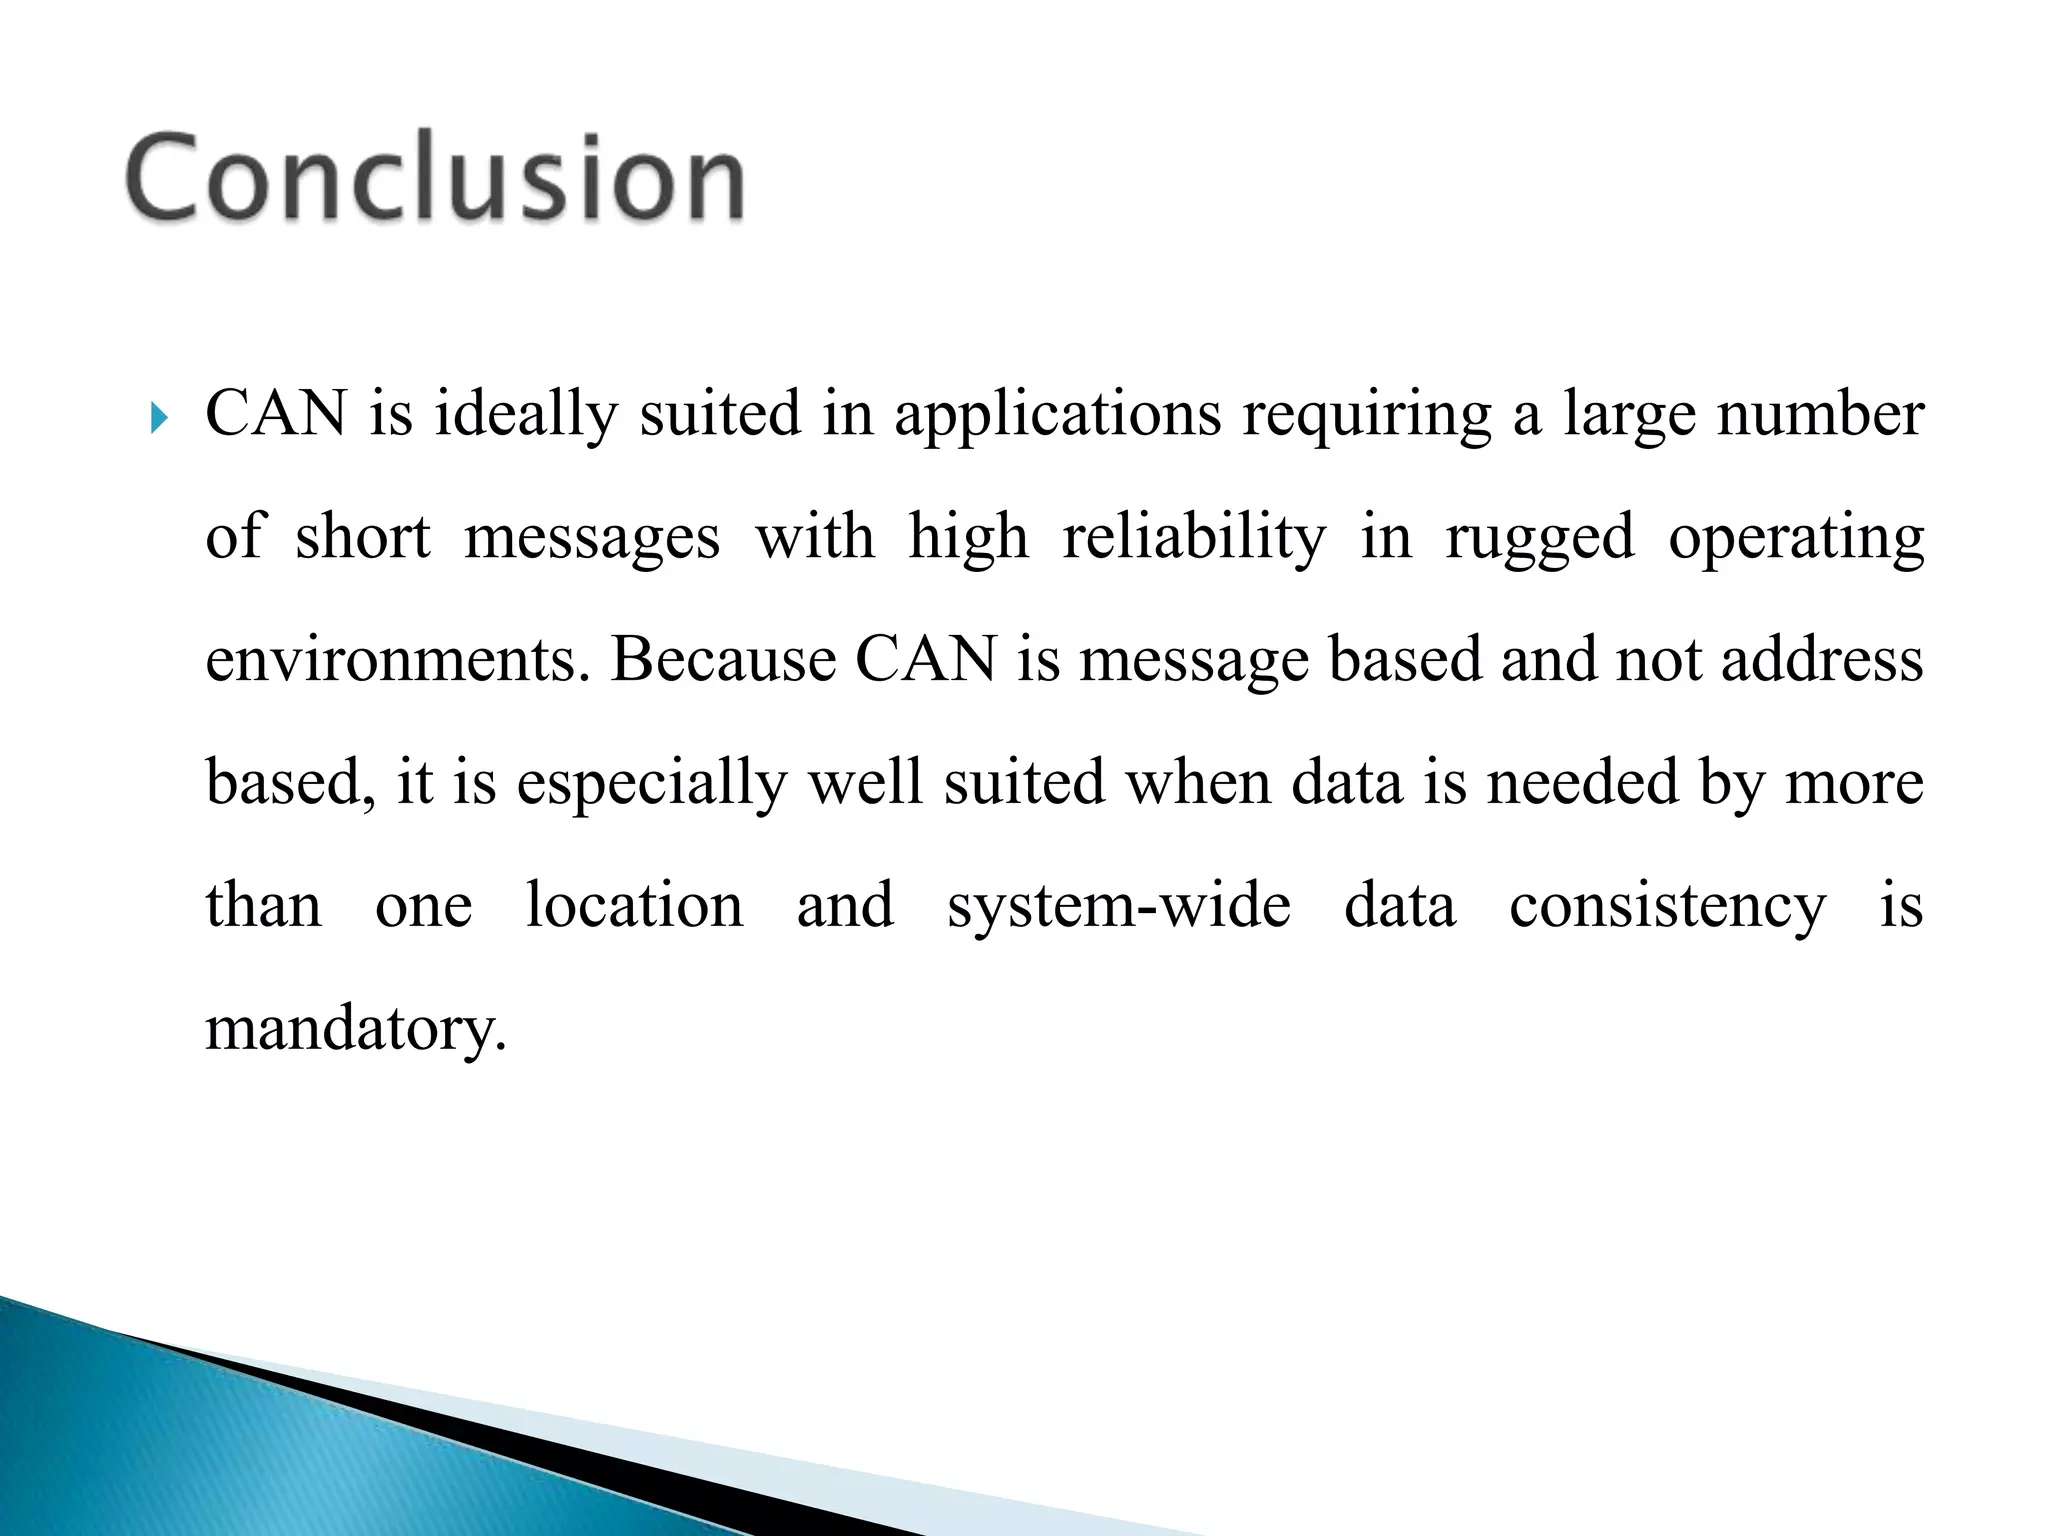 Conclusion
CAN is ideally suited in applications requiring a large number
of short messages with high reliability in rugged operating
environments. Because CAN is message based and not address
based, it is especially well suited when data is needed by more
than one location and system-wide data consistency is
mandatory.